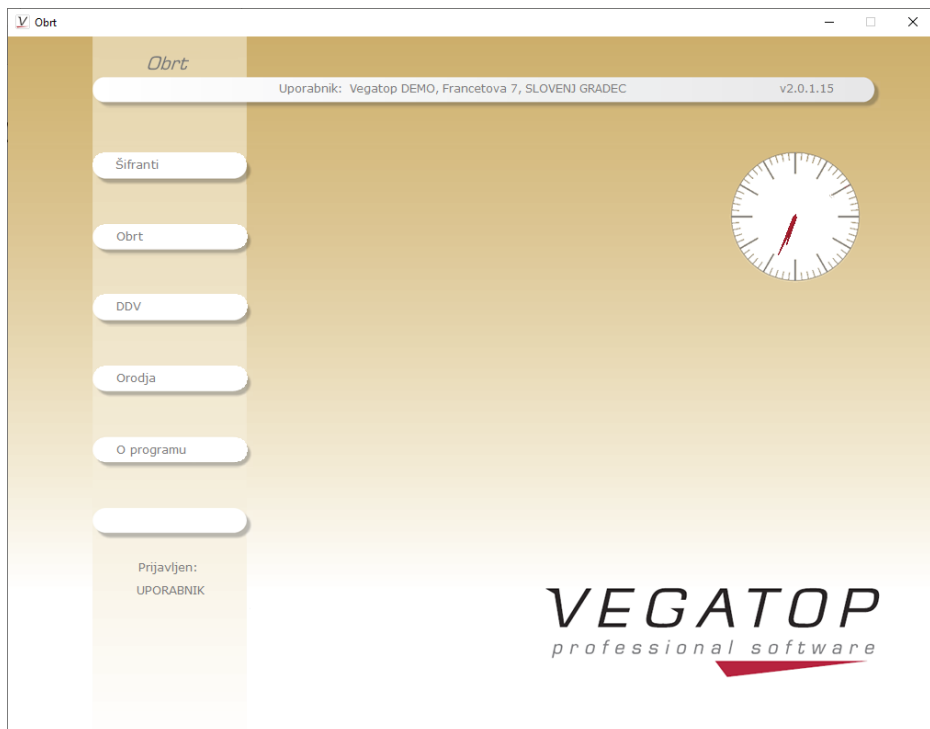 Obrt
Obrt
Uporabnik: Vegatop DEMO, Francetova 7, SLOVENJ GRADEC v2.0.1.15
Šifranti
Obrt
DDV
Orodja
O programu
Prijavljen:
UPORABNIK
VEGATOP
professional software